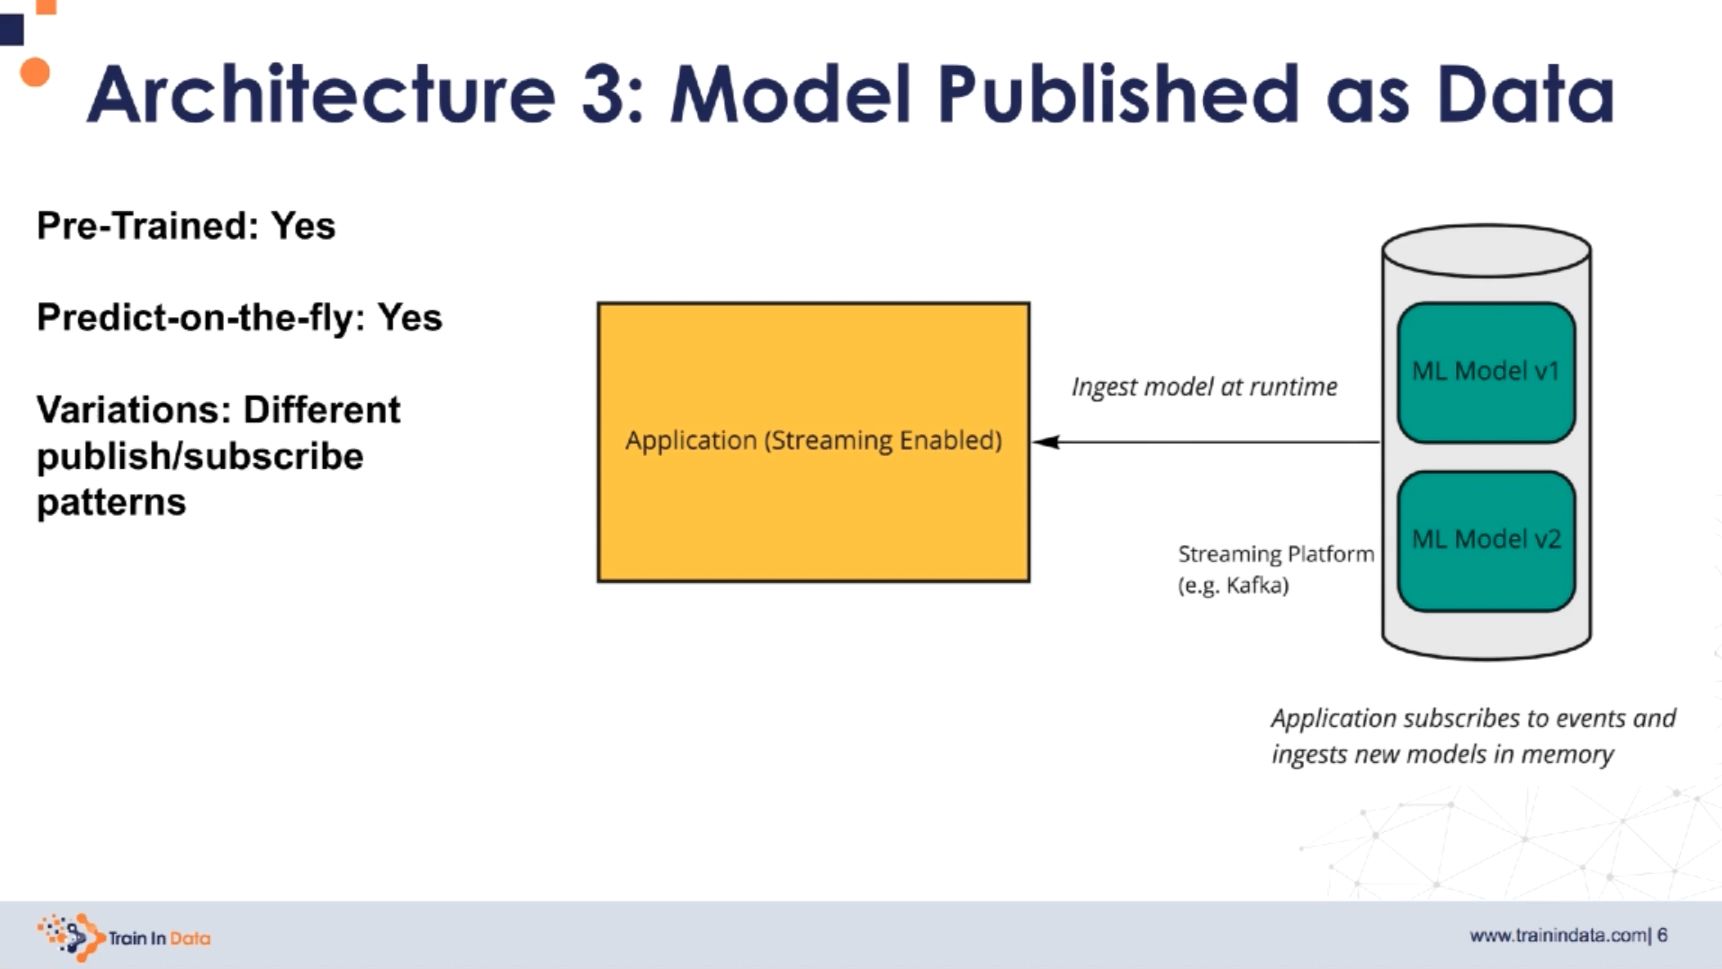 Architecture 3: Model Published as Data
Pre-Trained: Yes
Predict-on-the-fly: Yes
Variations: Different
publish/subscribe
patterns
Application (Streaming Enabled)
Ingest model at runtime
Streaming Platform
(e.g. Kafka)
ML Model v1
ML Model v2
Application subscribes to events and
ingests new models in memory
Train In Data
www.trainindata.com| 6